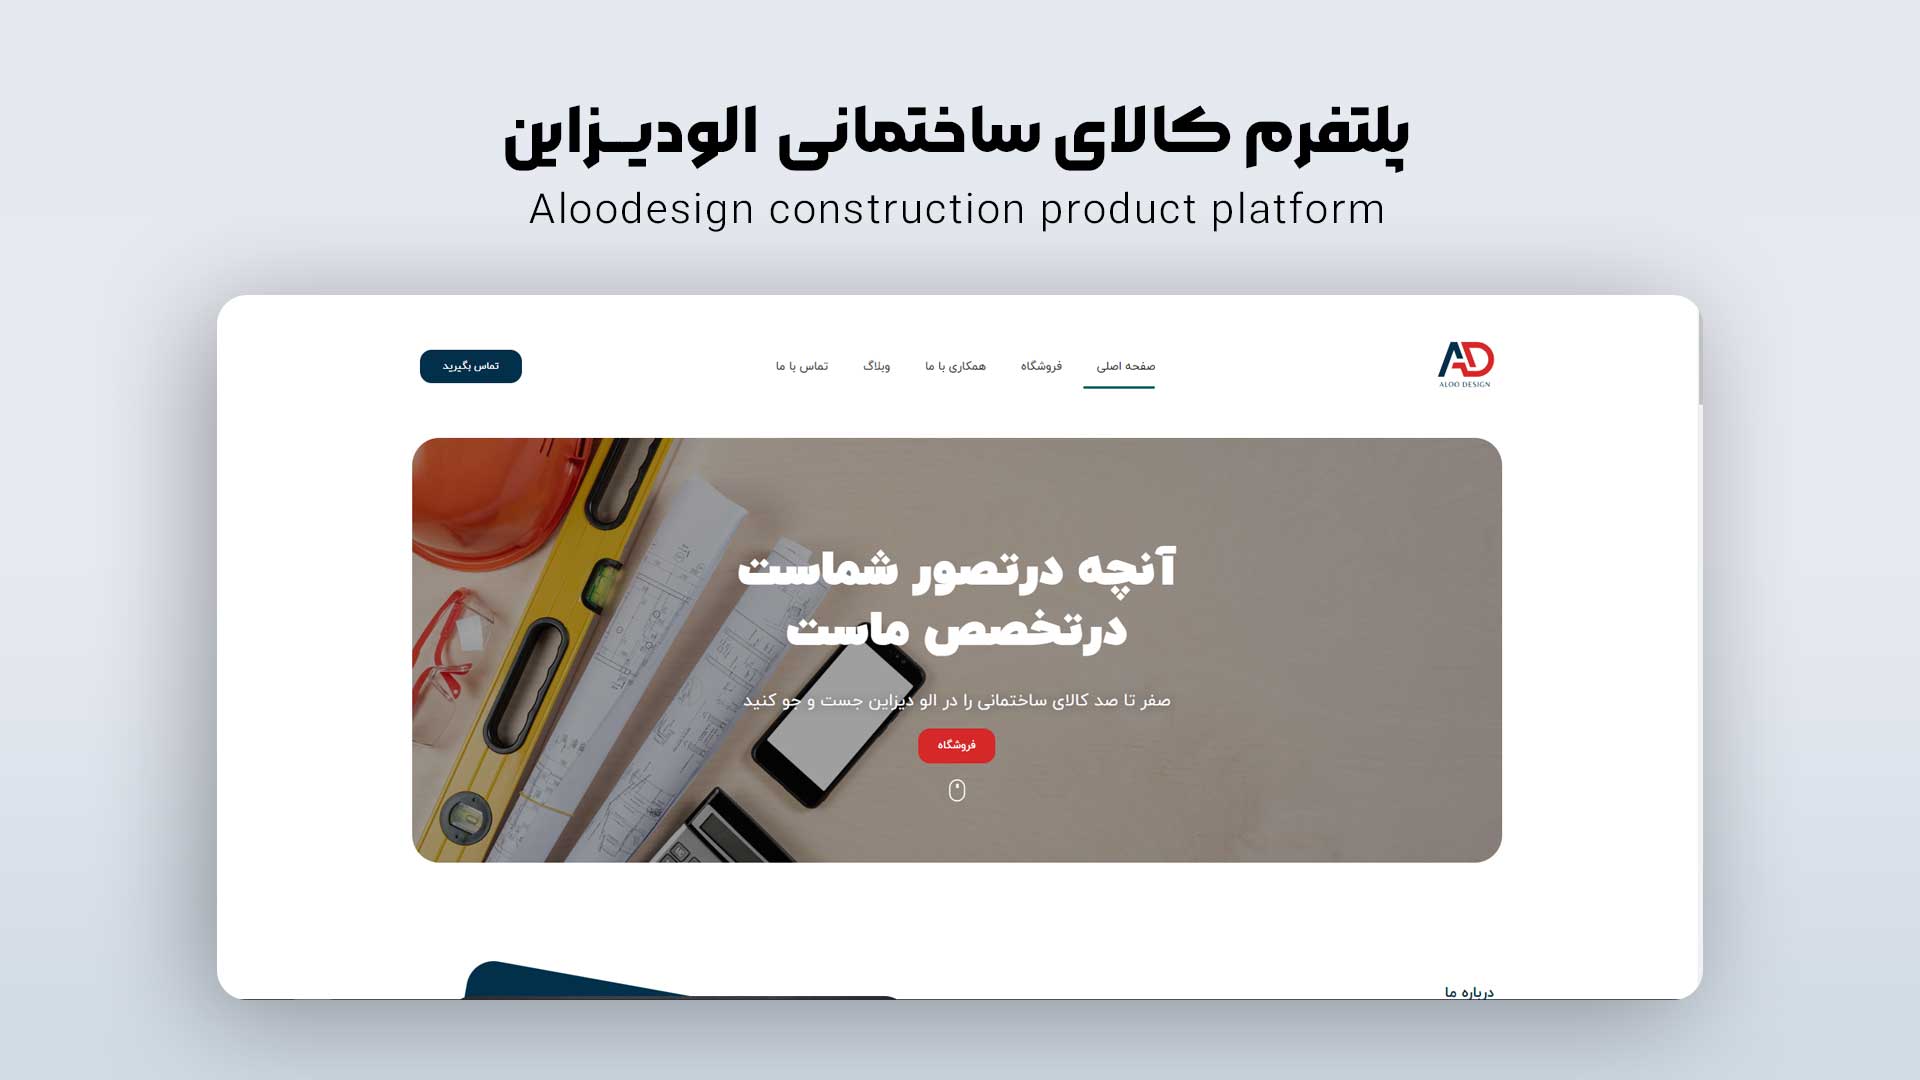 پلتفرم کالای ساختمانی الودیـزاین
Aloodesign construction product platform
AD
ALOO DESIGN
صفحه اصلی
فروشگاه
همکاری با ما
وبلاگ
تماس با ما
تماس بگیرید
آنچه درتصور شماست
درتخصص ماست
صفر تا صد کالای ساختمانی را در الو دیزاین جست و جو کنید
فروشگاه
درباره ما